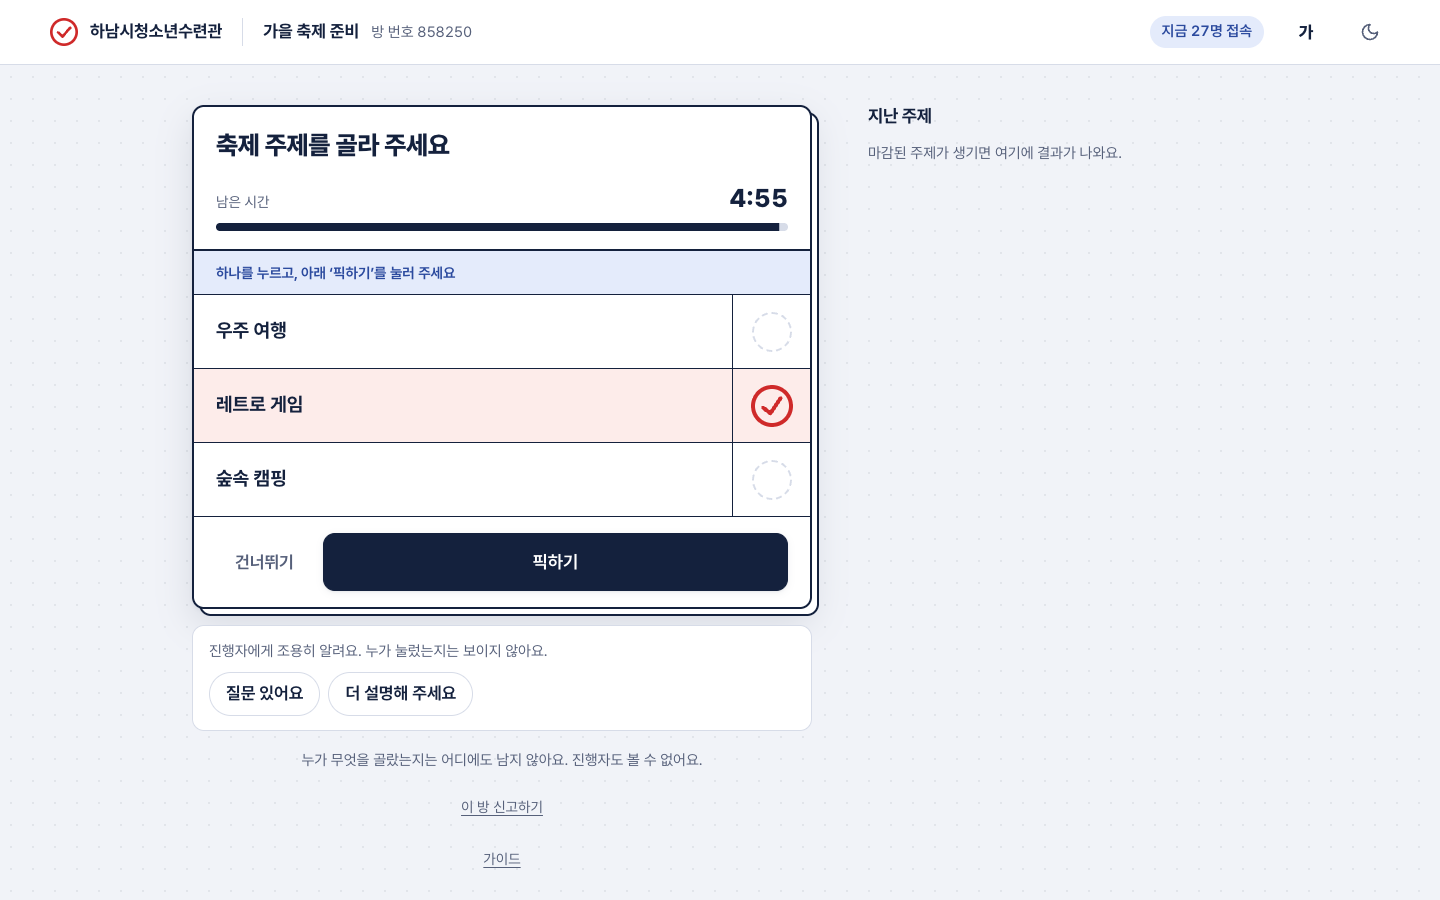 하남시청소년수련관
가을 축제 준비 방 번호 858250
지금 27명 접속
가
축제 주제를 골라 주세요
남은 시간
4:55
하나를 누르고, 아래 ‘픽하기’를 눌러 주세요
우주 여행
레트로 게임
숲속 캠핑
건너뛰기
픽하기
진행자에게 조용히 알려요. 누가 눌렀는지는 보이지 않아요.
질문 있어요
더 설명해 주세요
누가 무엇을 골랐는지는 어디에도 남지 않아요. 진행자도 볼 수 없어요.
이 방 신고하기
가이드
지난 주제
마감된 주제가 생기면 여기에 결과가 나와요.